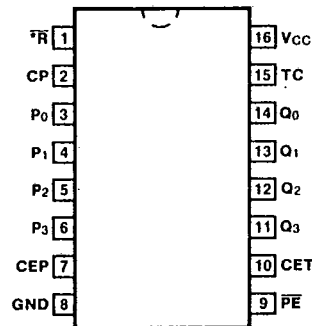 *R̅ 1 16 VCC
CP 2 15 TC
P0 3 14 Q0
P1 4 13 Q1
P2 5 12 Q2
P3 6 11 Q3
CEP 7 10 CET
GND 8 9 P̅E̅